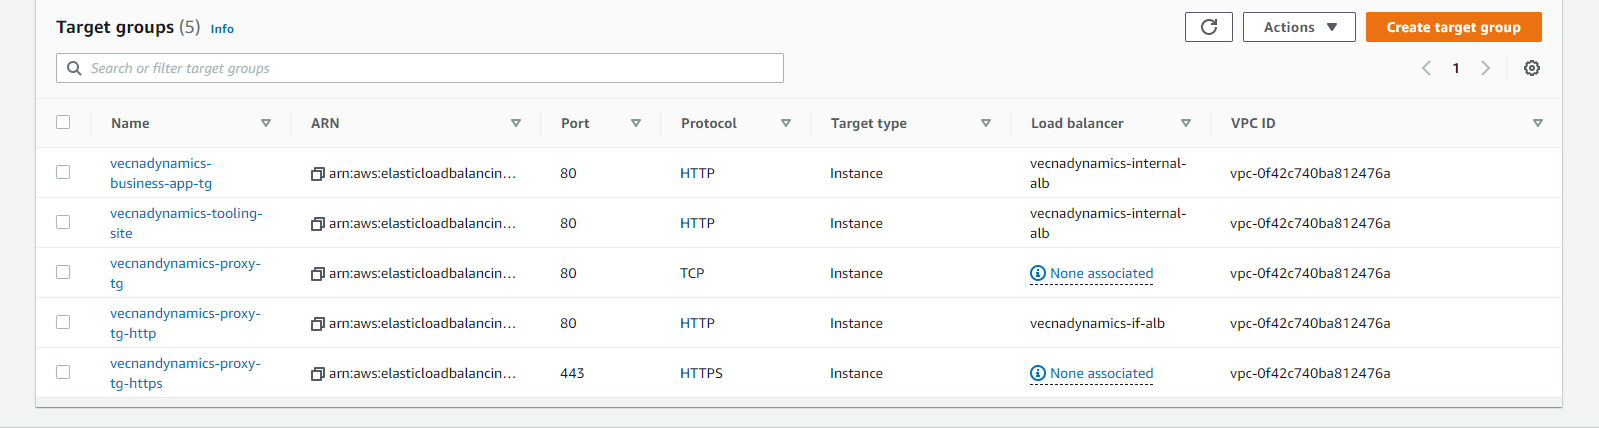 Target groups (5) Info
Actions
Create target group
Search or filter target groups
1
Name ARN Port Protocol Target type Load balancer VPC ID
vecnadynamics-
business-app-tg
arn:aws:elasticloadbalancin… 80 HTTP Instance
vecnadynamics-internal-
alb
vpc-0f42c740ba812476a
vecnadynamics-tooling-
site
arn:aws:elasticloadbalancin… 80 HTTP Instance
vecnadynamics-internal-
alb
vpc-0f42c740ba812476a
vecnandynamics-proxy-
tg
arn:aws:elasticloadbalancin… 80 TCP Instance
None associated
vpc-0f42c740ba812476a
vecnandynamics-proxy-
tg-http
arn:aws:elasticloadbalancin… 80 HTTP Instance
vecnadynamics-if-alb
vpc-0f42c740ba812476a
vecnandynamics-proxy-
tg-https
arn:aws:elasticloadbalancin… 443 HTTPS Instance
None associated
vpc-0f42c740ba812476a